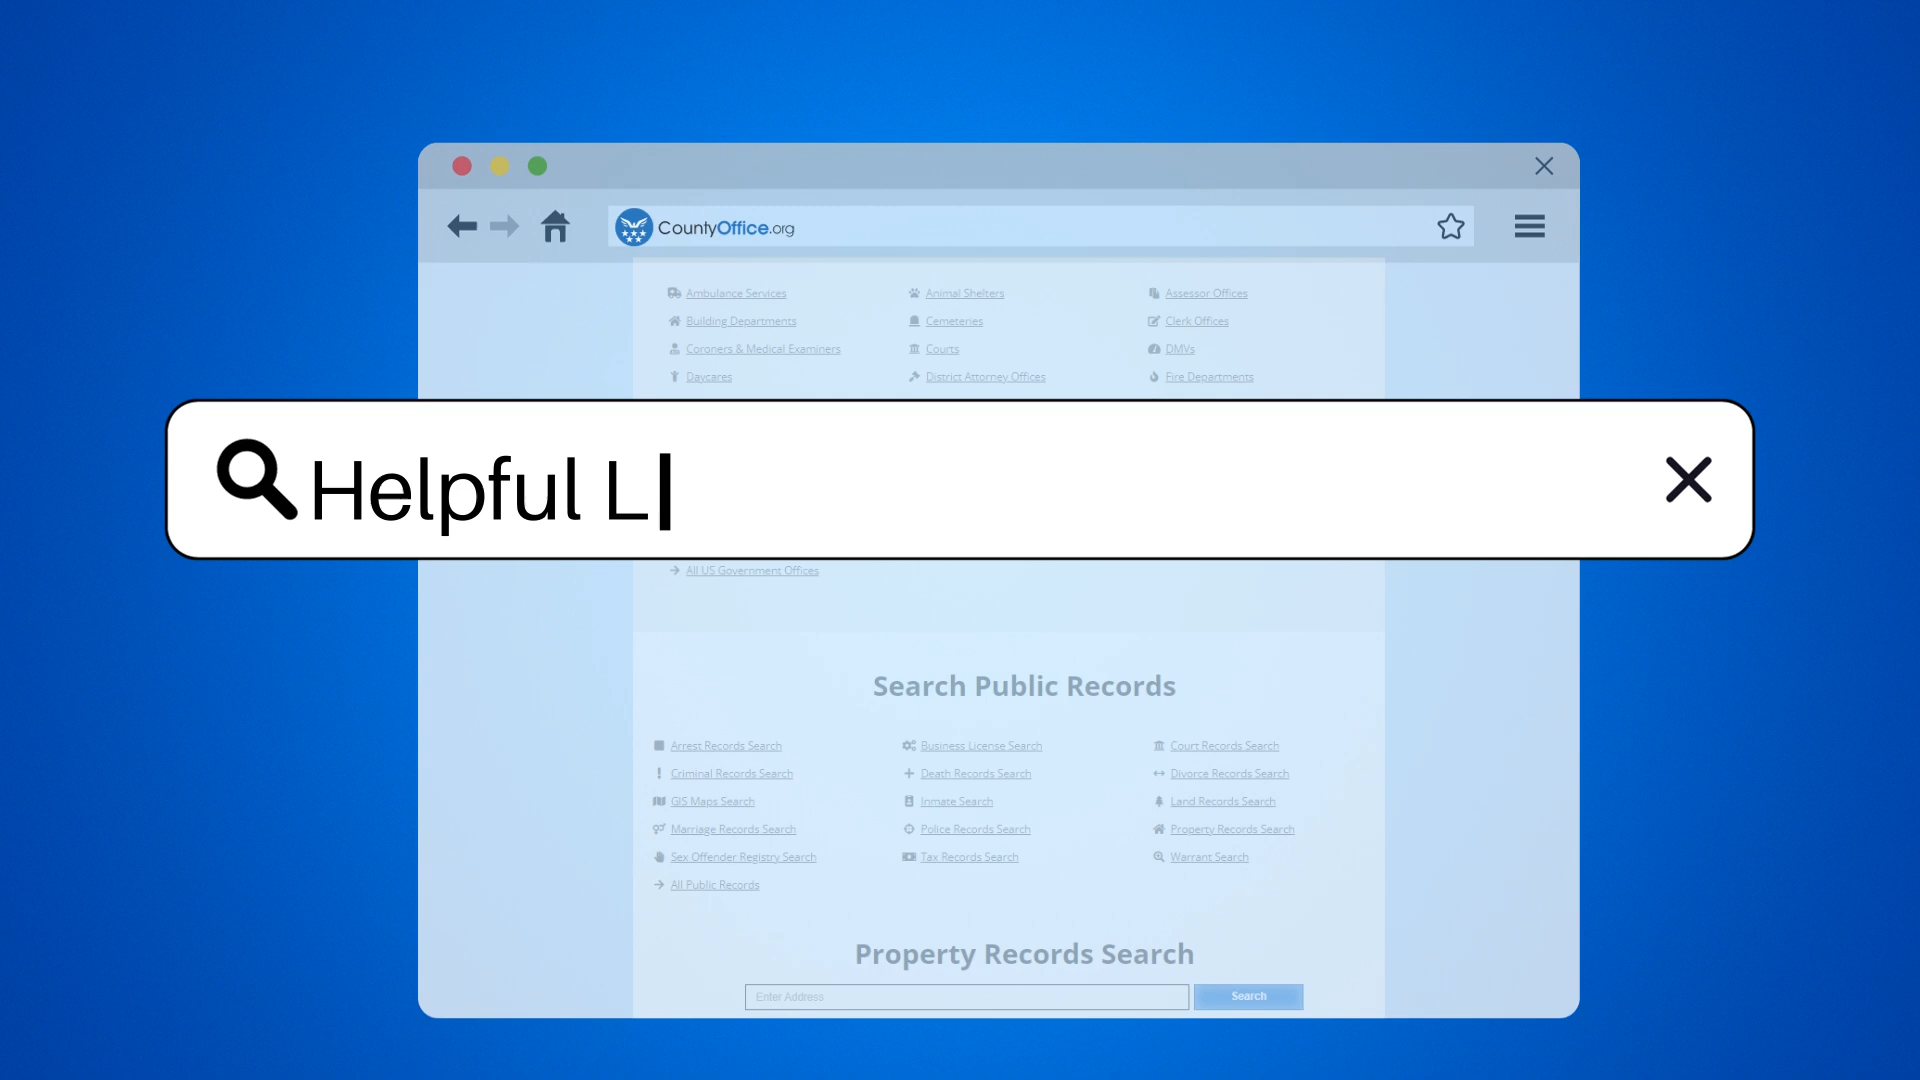 CountyOffice.org
Ambulance Services Animal Shelters Assessor Offices
Building Departments Cemeteries Clerk Offices
Coroners & Medical Examiners Courts DMVs
Daycares District Attorney Offices Fire Departments
Helpful L
All US Government Offices
Search Public Records
Arrest Records Search Business License Search Court Records Search
Criminal Records Search Death Records Search Divorce Records Search
GIS Maps Search Inmate Search Land Records Search
Marriage Records Search Police Records Search Property Records Search
Sex Offender Registry Search Tax Records Search Warrant Search
All Public Records
Property Records Search
Enter Address Search